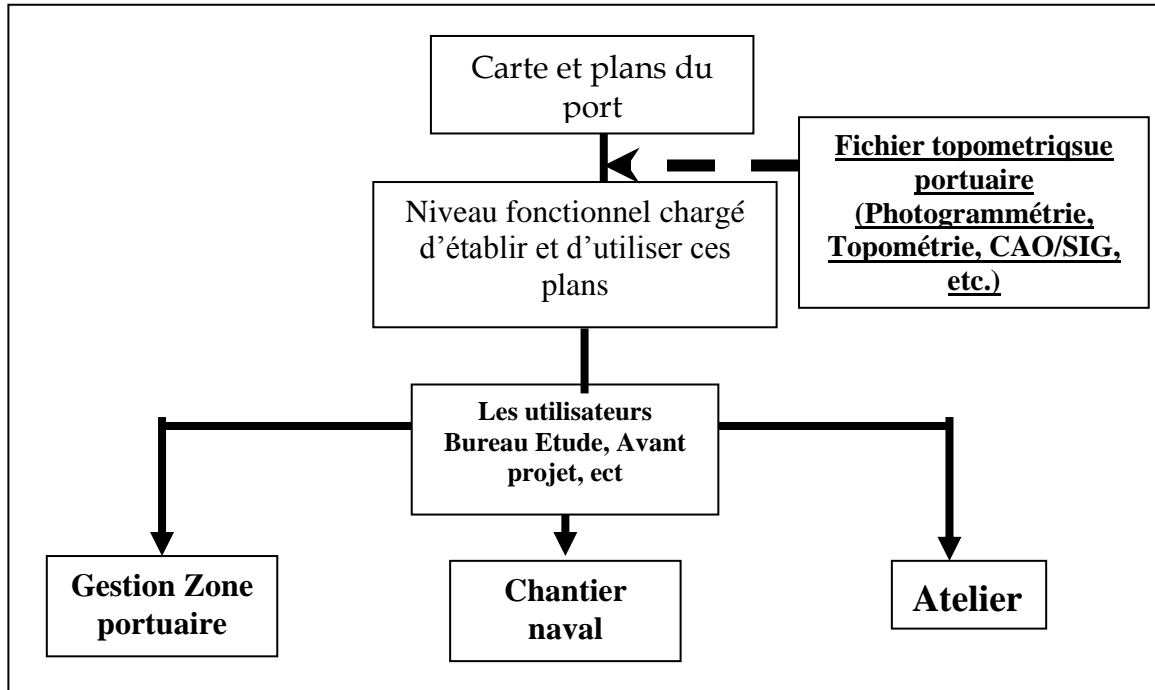 Carte et plans du
port
Fichier topometriqsue
portuaire
(Photogrammétrie,
Topométrie, CAO/SIG,
etc.)
Niveau fonctionnel chargé
d’établir et d’utiliser ces
plans
Les utilisateurs
Bureau Etude, Avant
projet, ect
Gestion Zone
portuaire
Chantier
naval
Atelier